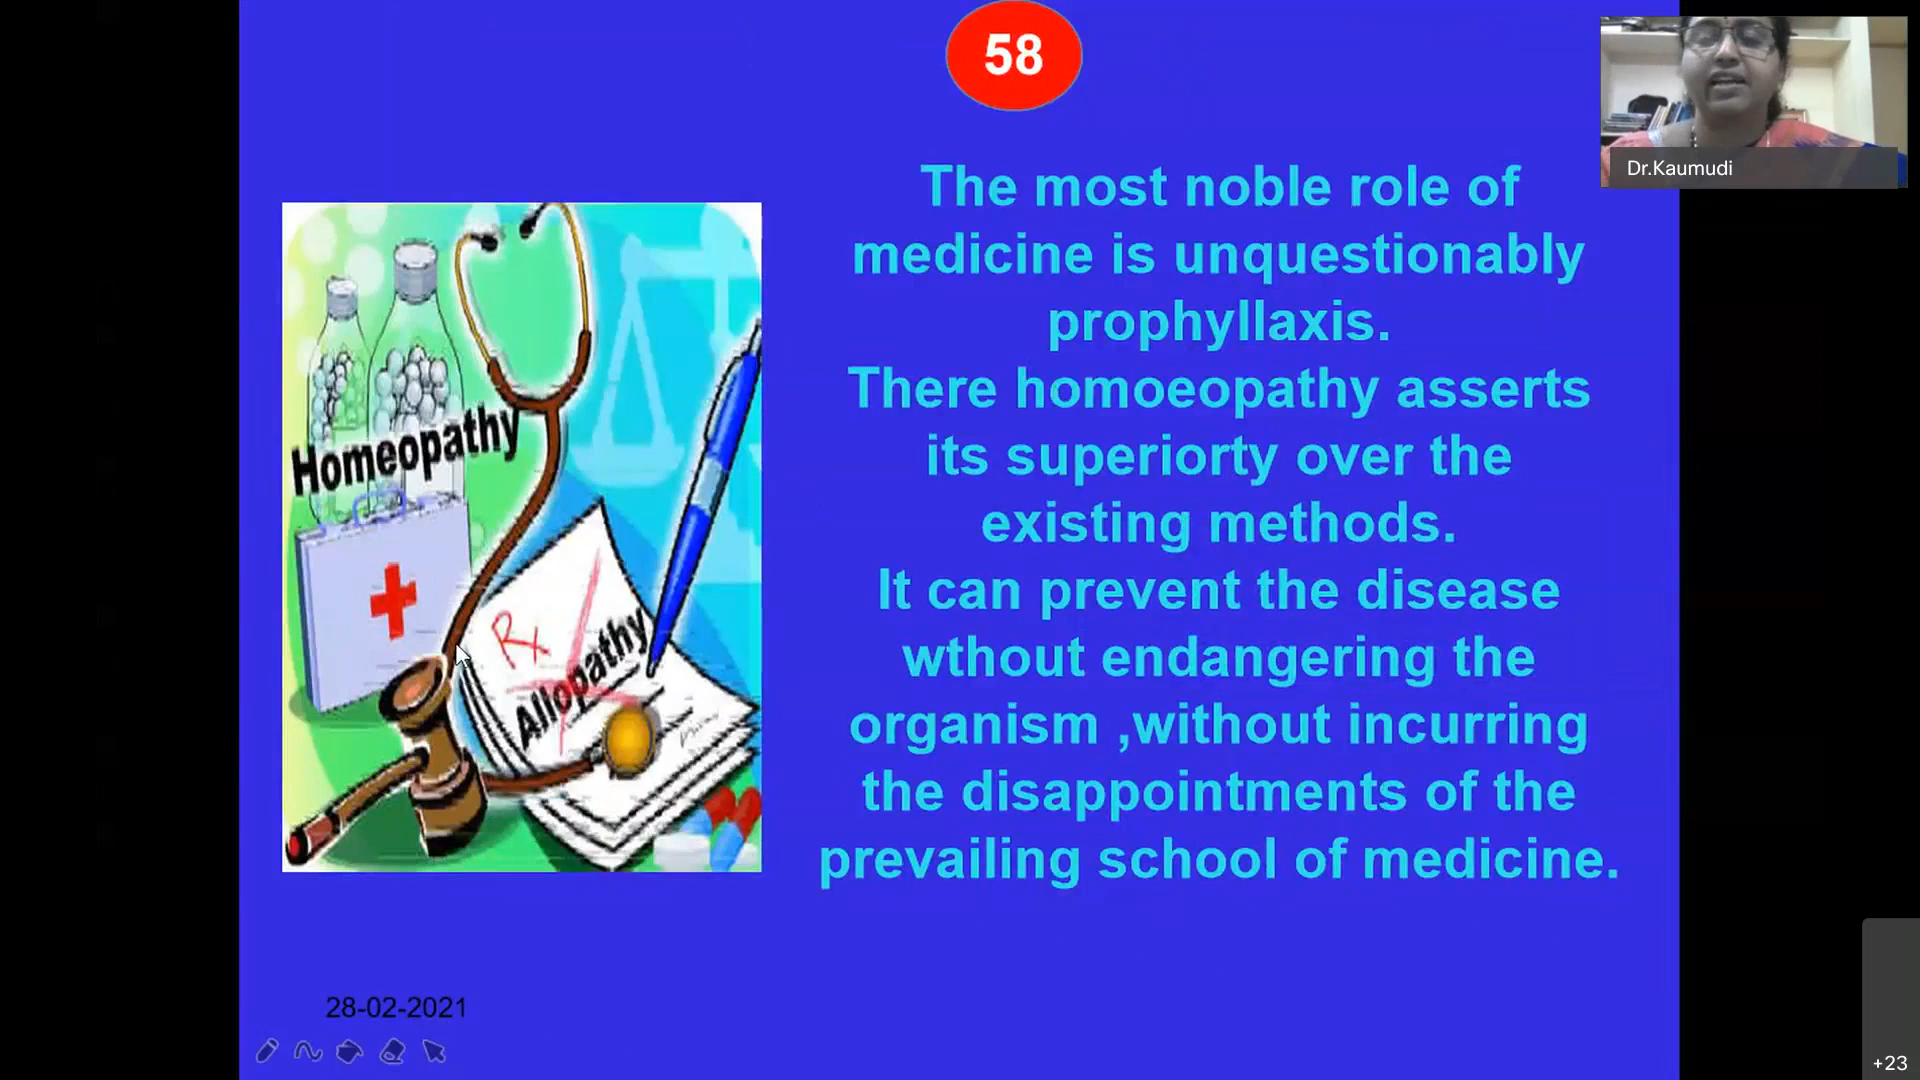 58
Dr.Kaumudi
The most noble role of
medicine is unquestionably
prophyllaxis.
There homoeopathy asserts
its superiorty over the
existing methods.
It can prevent the disease
wthout endangering the
organism ,without incurring
the disappointments of the
prevailing school of medicine.
Homeopathy
Rx
Allopathy
28-02-2021
+23